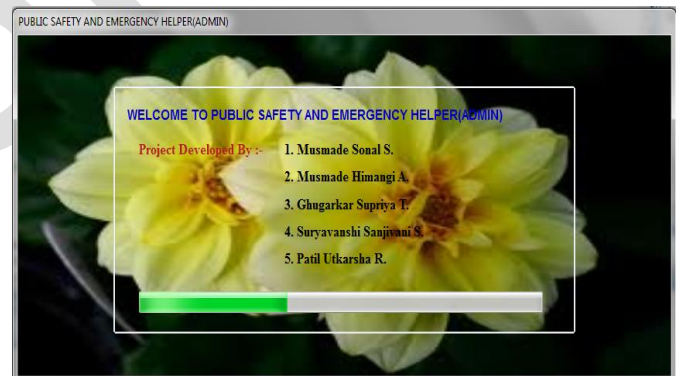 PUBLIC SAFETY AND EMERGENCY HELPER(ADMIN)
WELCOME TO PUBLIC SAFETY AND EMERGENCY HELPER(ADMIN)
Project Developed By :- 1. Musmade Sonal S.
2. Musmade Himangi A.
3. Ghugarkar Supriya T.
4. Suryavanshi Sanjivani S.
5. Patil Utkarsha R.